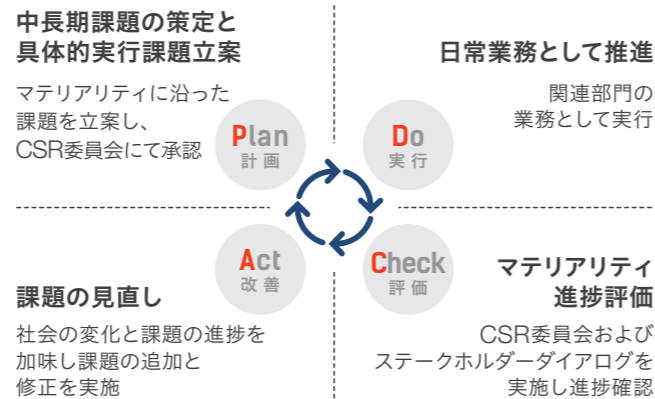 中長期課題の策定と
具体的実行課題立案
マテリアリティに沿った
課題を立案し、
CSR委員会にて承認
Plan
計画
日常業務として推進
関連部門の
業務として実行
Do
実行
Check
評価
マテリアリティ
進捗評価
CSR委員会および
ステークホルダーダイアログを
実施し進捗確認
Act
改善
課題の見直し
社会の変化と課題の進捗を
加味し課題の追加と
修正を実施